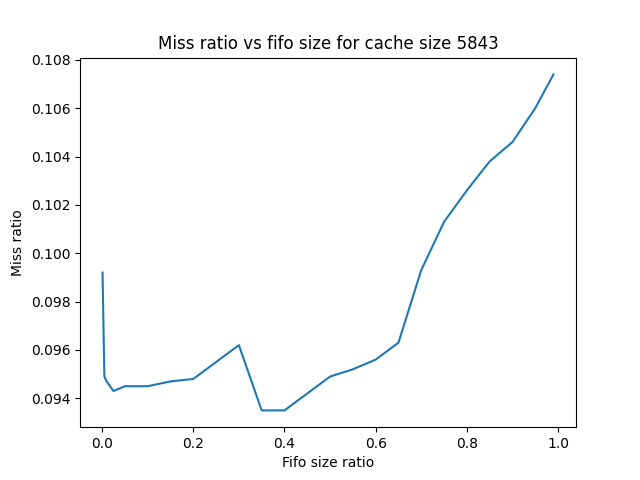 Miss ratio vs fifo size for cache size 5843
0.108
0.106
0.104
0.102
0.100
0.098
0.096
0.094
Miss ratio
0.0 0.2 0.4 0.6 0.8 1.0
Fifo size ratio